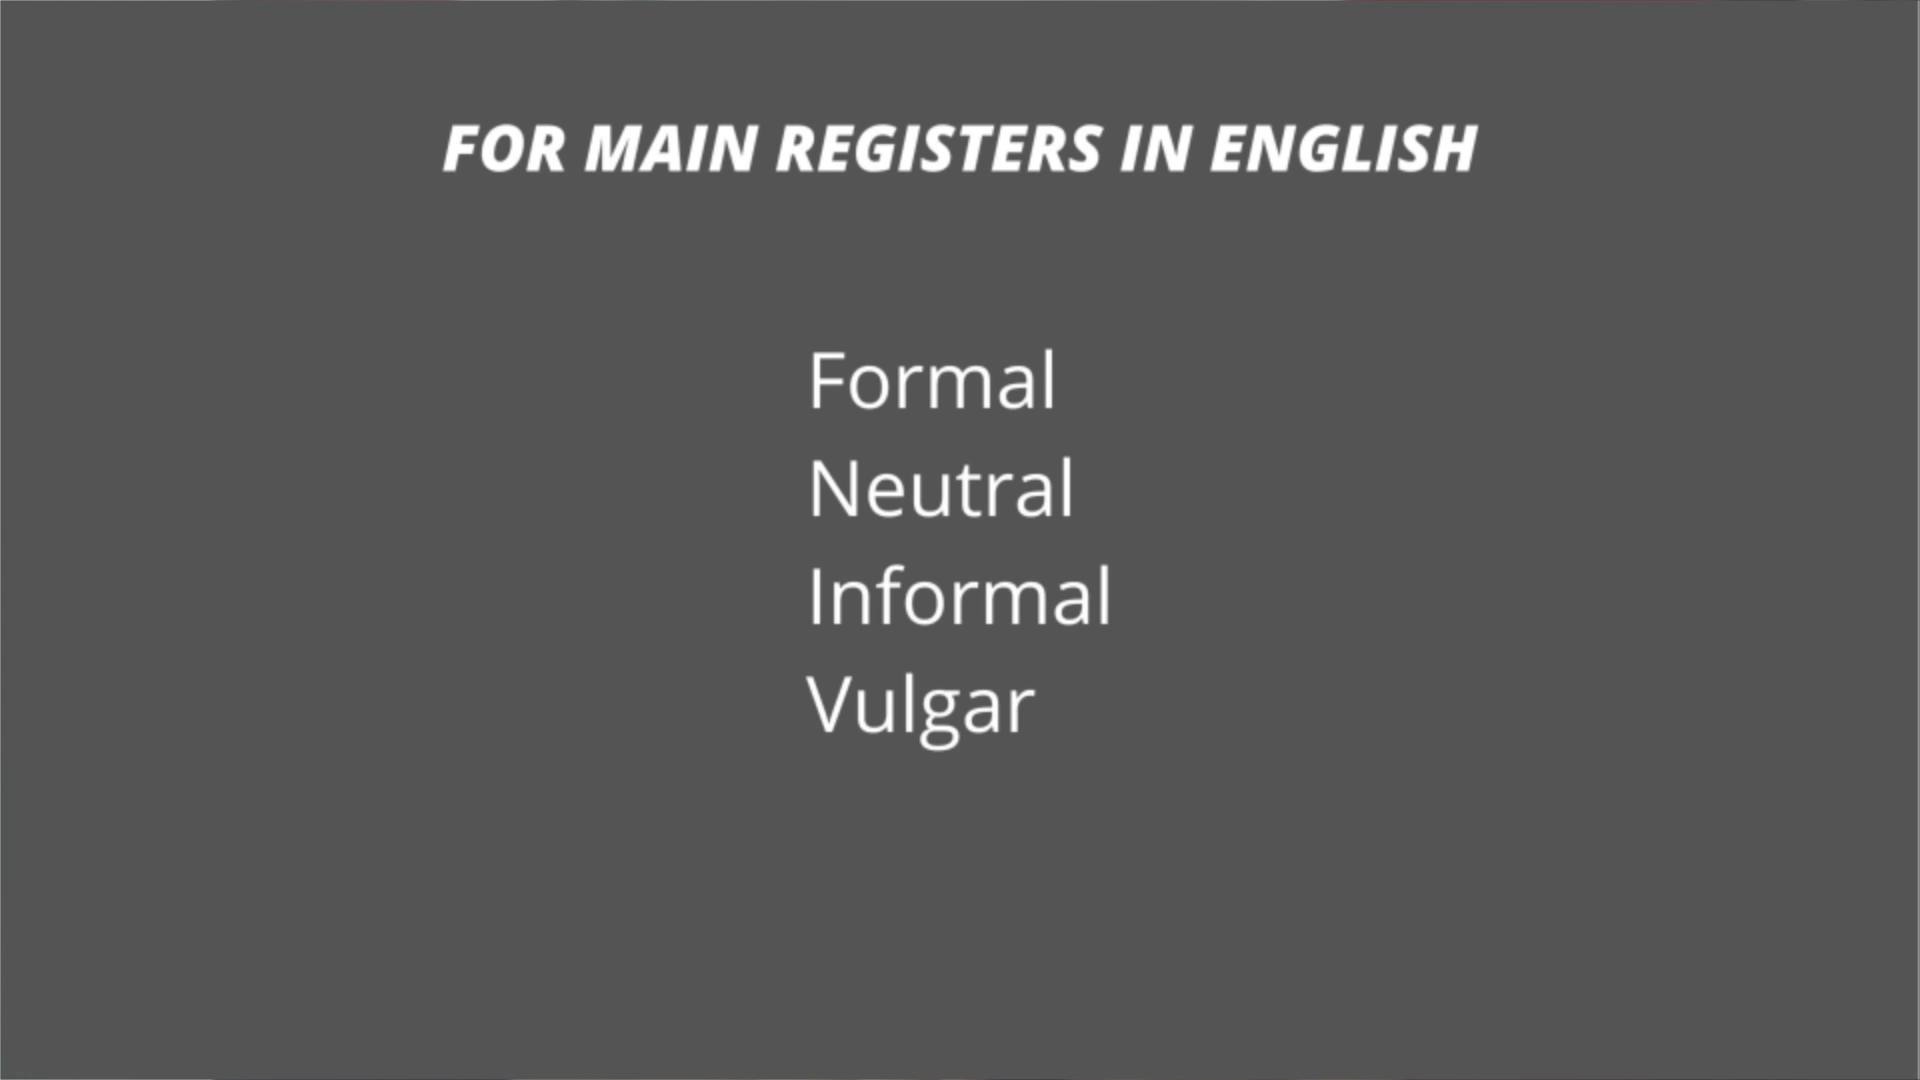 FOR MAIN REGISTERS IN ENGLISH
Formal
Neutral
Informal
Vulgar